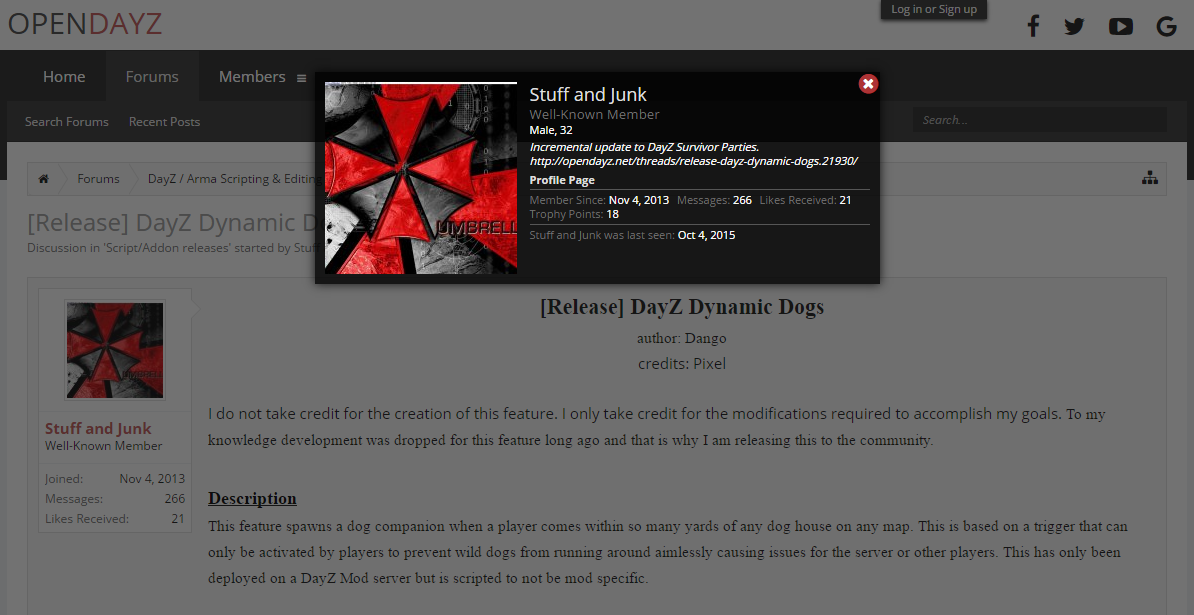 OPENDAYZ
Log in or Sign up
Home
Forums
Members
Search Forums
Recent Posts
Search...
Stuff and Junk
Well-Known Member
Male, 32
Incremental update to DayZ Survivor Parties.
http://opendayz.net/threads/release-dayz-dynamic-dogs.21930/
Profile Page
Member Since: Nov 4, 2013 Messages: 266 Likes Received: 21
Trophy Points: 18
Stuff and Junk was last seen: Oct 4, 2015
UMBRELL
Forums
DayZ / Arma Scripting & Editing
[Release] DayZ Dynamic D
Discussion in 'Script/Addon releases' started by Stuff
UMBRELL
Stuff and Junk
Well-Known Member
Joined: Nov 4, 2013
Messages: 266
Likes Received: 21
[Release] DayZ Dynamic Dogs
author: Dango
credits: Pixel
I do not take credit for the creation of this feature. I only take credit for the modifications required to accomplish my goals. To my
knowledge development was dropped for this feature long ago and that is why I am releasing this to the community.
Description
This feature spawns a dog companion when a player comes within so many yards of any dog house on any map. This is based on a trigger that can
only be activated by players to prevent wild dogs from running around aimlessly causing issues for the server or other players. This has only been
deployed on a DayZ Mod server but is scripted to not be mod specific.